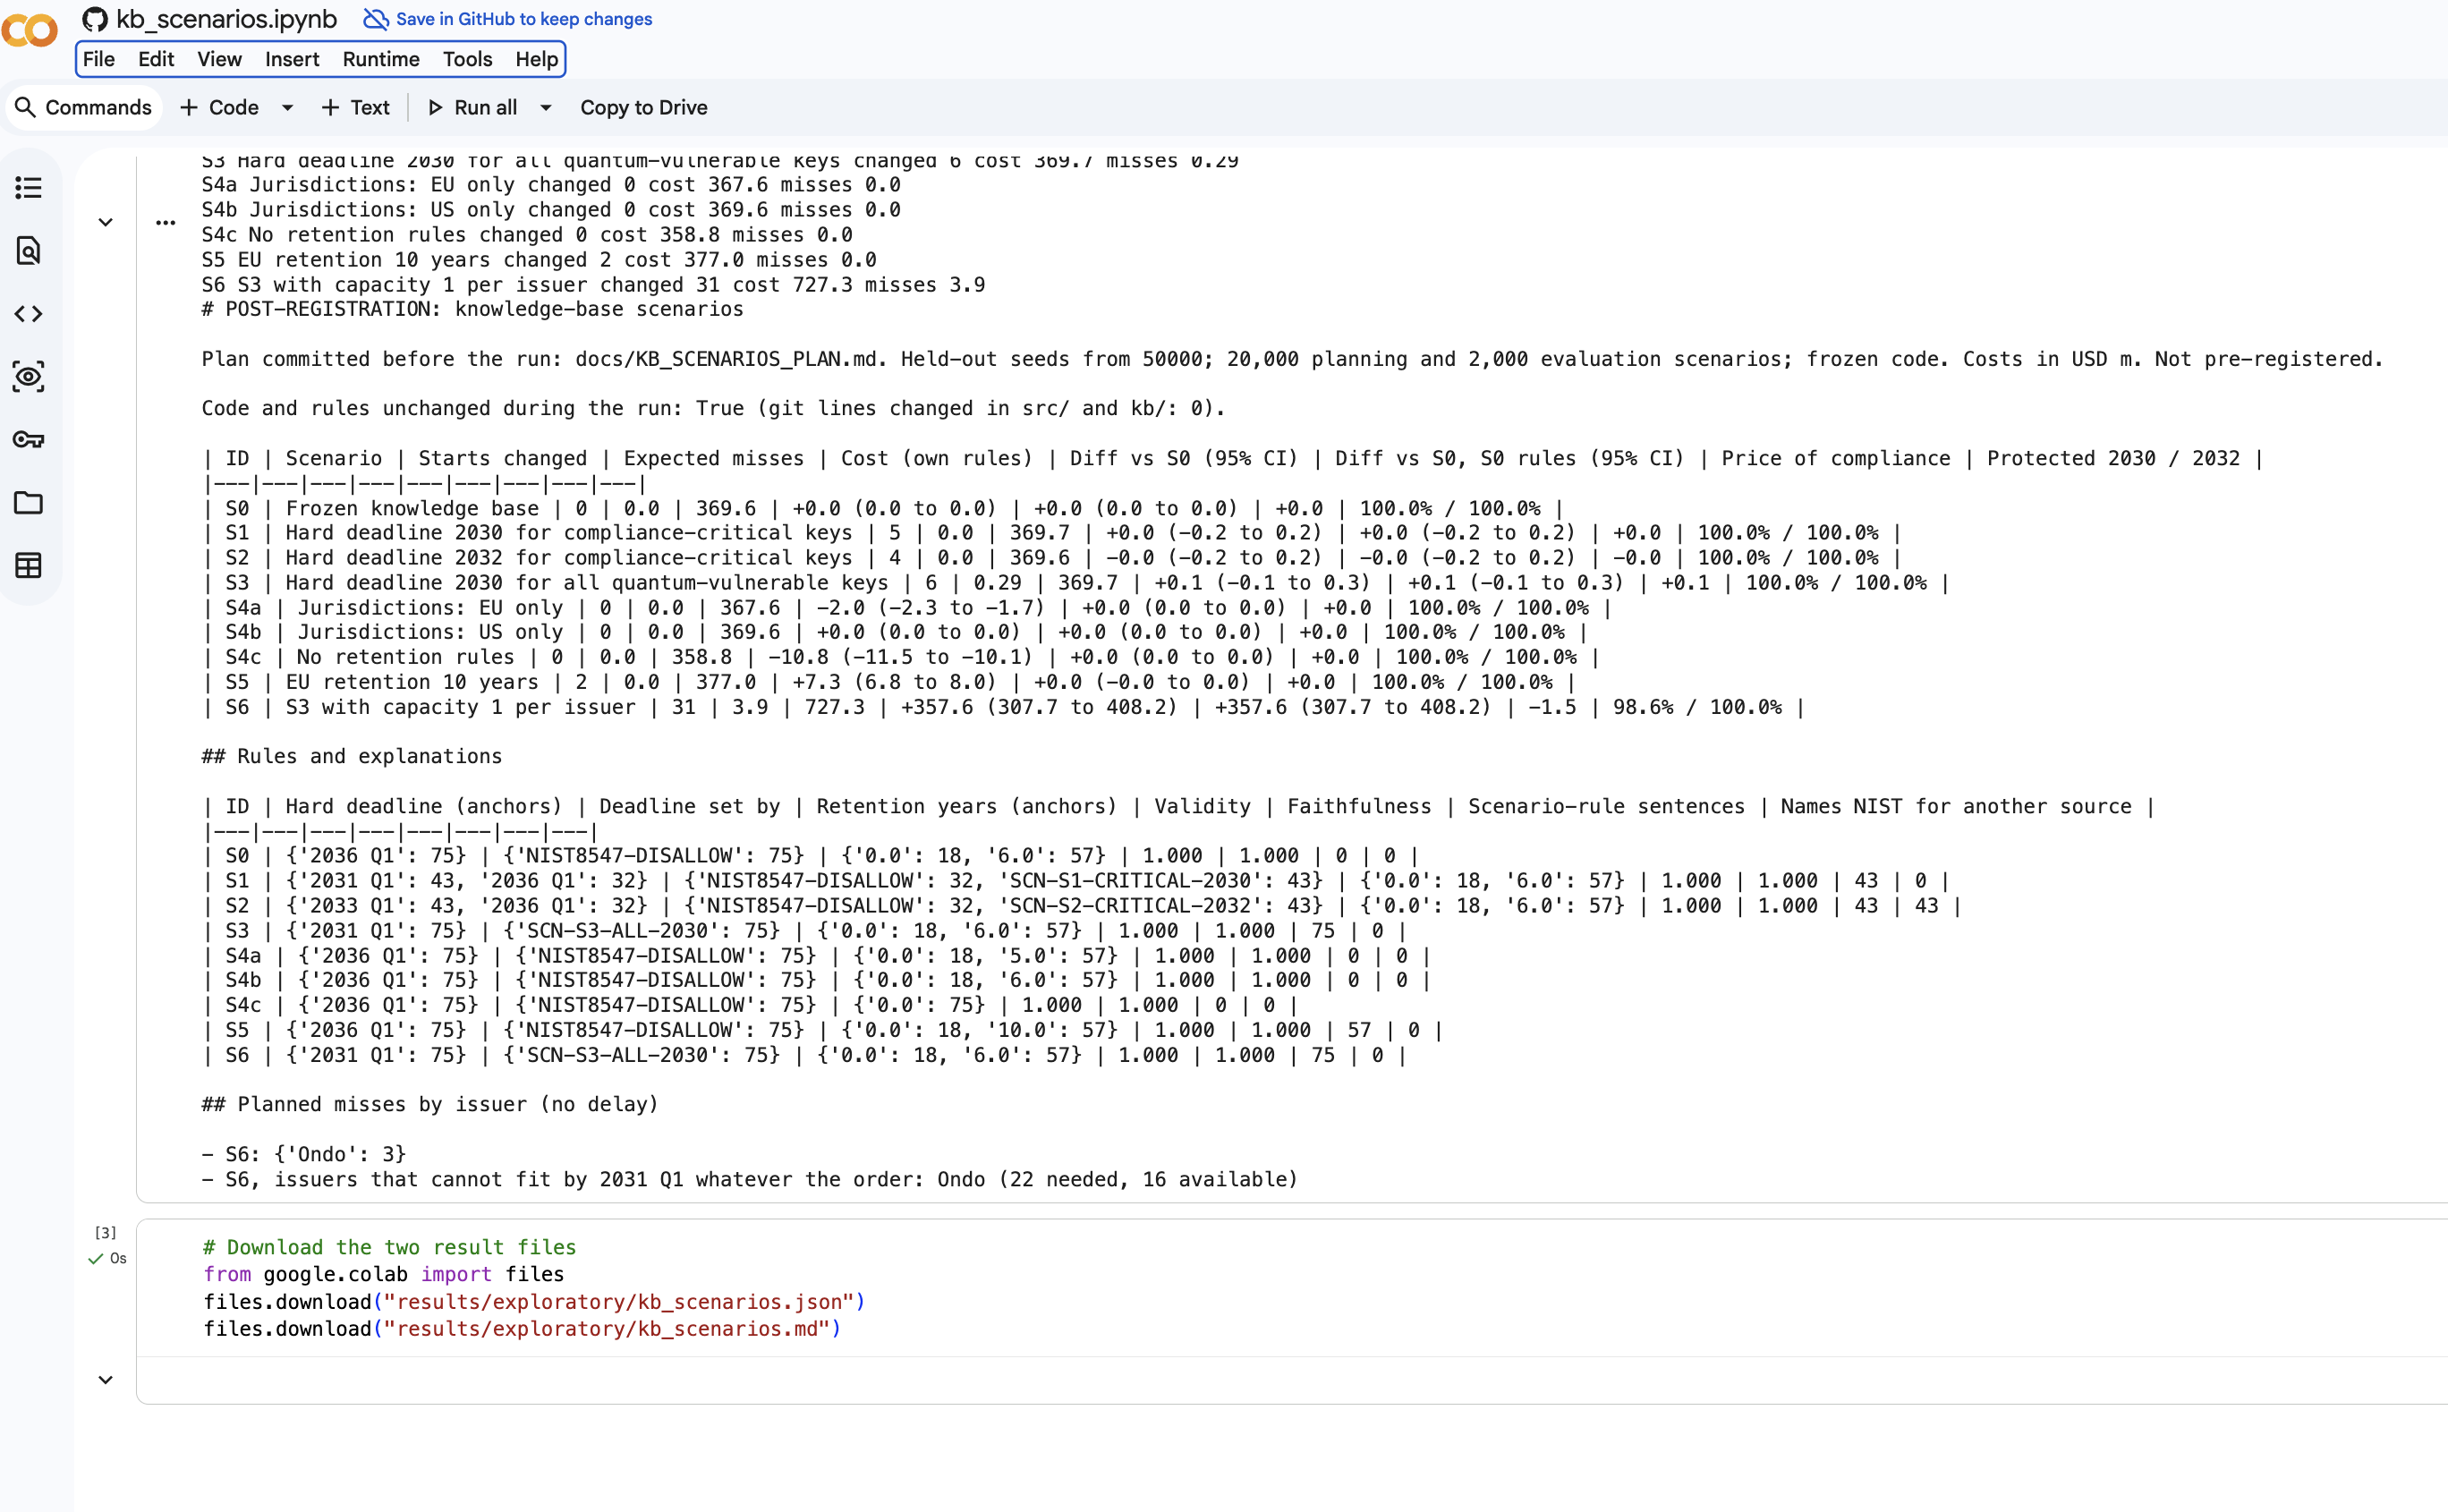 kb_scenarios.ipynb Save in GitHub to keep changes
File Edit View Insert Runtime Tools Help
Commands + Code + Text Run all Copy to Drive
S3 Hard deadline 2030 for all quantum-vulnerable keys changed 6 cost 369.7 misses 0.29
S4a Jurisdictions: EU only changed 0 cost 367.6 misses 0.0
S4b Jurisdictions: US only changed 0 cost 369.6 misses 0.0
S4c No retention rules changed 0 cost 358.8 misses 0.0
S5 EU retention 10 years changed 2 cost 377.0 misses 0.0
S6 S3 with capacity 1 per issuer changed 31 cost 727.3 misses 3.9
# POST-REGISTRATION: knowledge-base scenarios
Plan committed before the run: docs/KB_SCENARIOS_PLAN.md. Held-out seeds from 50000; 20,000 planning and 2,000 evaluation scenarios; frozen code. Costs in USD m. Not pre-registered.
Code and rules unchanged during the run: True (git lines changed in src/ and kb/: 0).
| ID | Scenario | Starts changed | Expected misses | Cost (own rules) | Diff vs S0 (95% CI) | Diff vs S0, S0 rules (95% CI) | Price of compliance | Protected 2030 / 2032 |
|---|---|---|---|---|---|---|---|---|
| S0 | Frozen knowledge base | 0 | 0.0 | 369.6 | +0.0 (0.0 to 0.0) | +0.0 (0.0 to 0.0) | +0.0 | 100.0% / 100.0% |
| S1 | Hard deadline 2030 for compliance-critical keys | 5 | 0.0 | 369.7 | +0.0 (-0.2 to 0.2) | +0.0 (-0.2 to 0.2) | +0.0 | 100.0% / 100.0% |
| S2 | Hard deadline 2032 for compliance-critical keys | 4 | 0.0 | 369.6 | -0.0 (-0.2 to 0.2) | -0.0 (-0.2 to 0.2) | -0.0 | 100.0% / 100.0% |
| S3 | Hard deadline 2030 for all quantum-vulnerable keys | 6 | 0.29 | 369.7 | +0.1 (-0.1 to 0.3) | +0.1 (-0.1 to 0.3) | +0.1 | 100.0% / 100.0% |
| S4a | Jurisdictions: EU only | 0 | 0.0 | 367.6 | -2.0 (-2.3 to -1.7) | +0.0 (0.0 to 0.0) | +0.0 | 100.0% / 100.0% |
| S4b | Jurisdictions: US only | 0 | 0.0 | 369.6 | +0.0 (0.0 to 0.0) | +0.0 (0.0 to 0.0) | +0.0 | 100.0% / 100.0% |
| S4c | No retention rules | 0 | 0.0 | 358.8 | -10.8 (-11.5 to -10.1) | +0.0 (0.0 to 0.0) | +0.0 | 100.0% / 100.0% |
| S5 | EU retention 10 years | 2 | 0.0 | 377.0 | +7.3 (6.8 to 8.0) | +0.0 (-0.0 to 0.0) | +0.0 | 100.0% / 100.0% |
| S6 | S3 with capacity 1 per issuer | 31 | 3.9 | 727.3 | +357.6 (307.7 to 408.2) | +357.6 (307.7 to 408.2) | -1.5 | 98.6% / 100.0% |
## Rules and explanations
| ID | Hard deadline (anchors) | Deadline set by | Retention years (anchors) | Validity | Faithfulness | Scenario-rule sentences | Names NIST for another source |
|---|---|---|---|---|---|---|---|
| S0 | {'2036 Q1': 75} | {'NIST8547-DISALLOW': 75} | {'0.0': 18, '6.0': 57} | 1.000 | 1.000 | 0 | 0 |
| S1 | {'2031 Q1': 43, '2036 Q1': 32} | {'NIST8547-DISALLOW': 32, 'SCN-S1-CRITICAL-2030': 43} | {'0.0': 18, '6.0': 57} | 1.000 | 1.000 | 43 | 0 |
| S2 | {'2033 Q1': 43, '2036 Q1': 32} | {'NIST8547-DISALLOW': 32, 'SCN-S2-CRITICAL-2032': 43} | {'0.0': 18, '6.0': 57} | 1.000 | 1.000 | 43 | 43 |
| S3 | {'2031 Q1': 75} | {'SCN-S3-ALL-2030': 75} | {'0.0': 18, '6.0': 57} | 1.000 | 1.000 | 75 | 0 |
| S4a | {'2036 Q1': 75} | {'NIST8547-DISALLOW': 75} | {'0.0': 18, '5.0': 57} | 1.000 | 1.000 | 0 | 0 |
| S4b | {'2036 Q1': 75} | {'NIST8547-DISALLOW': 75} | {'0.0': 18, '6.0': 57} | 1.000 | 1.000 | 0 | 0 |
| S4c | {'2036 Q1': 75} | {'NIST8547-DISALLOW': 75} | {'0.0': 75} | 1.000 | 1.000 | 0 | 0 |
| S5 | {'2036 Q1': 75} | {'NIST8547-DISALLOW': 75} | {'0.0': 18, '10.0': 57} | 1.000 | 1.000 | 57 | 0 |
| S6 | {'2031 Q1': 75} | {'SCN-S3-ALL-2030': 75} | {'0.0': 18, '6.0': 57} | 1.000 | 1.000 | 75 | 0 |
## Planned misses by issuer (no delay)
- S6: {'Ondo': 3}
- S6, issuers that cannot fit by 2031 Q1 whatever the order: Ondo (22 needed, 16 available)
[3]
0s
# Download the two result files
from google.colab import files
files.download("results/exploratory/kb_scenarios.json")
files.download("results/exploratory/kb_scenarios.md")